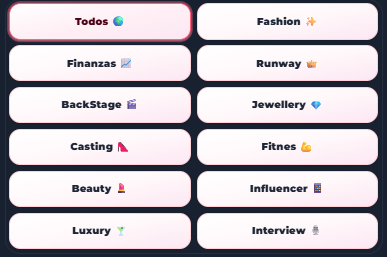 Todos 🌍
Fashion ✨
Finanzas 📈
Runway 👑
BackStage 🎬
Jewellery 💎
Casting 👠
Fitnes 💪
Beauty 💄
Influencer 📱
Luxury 🍸
Interview 🎙️